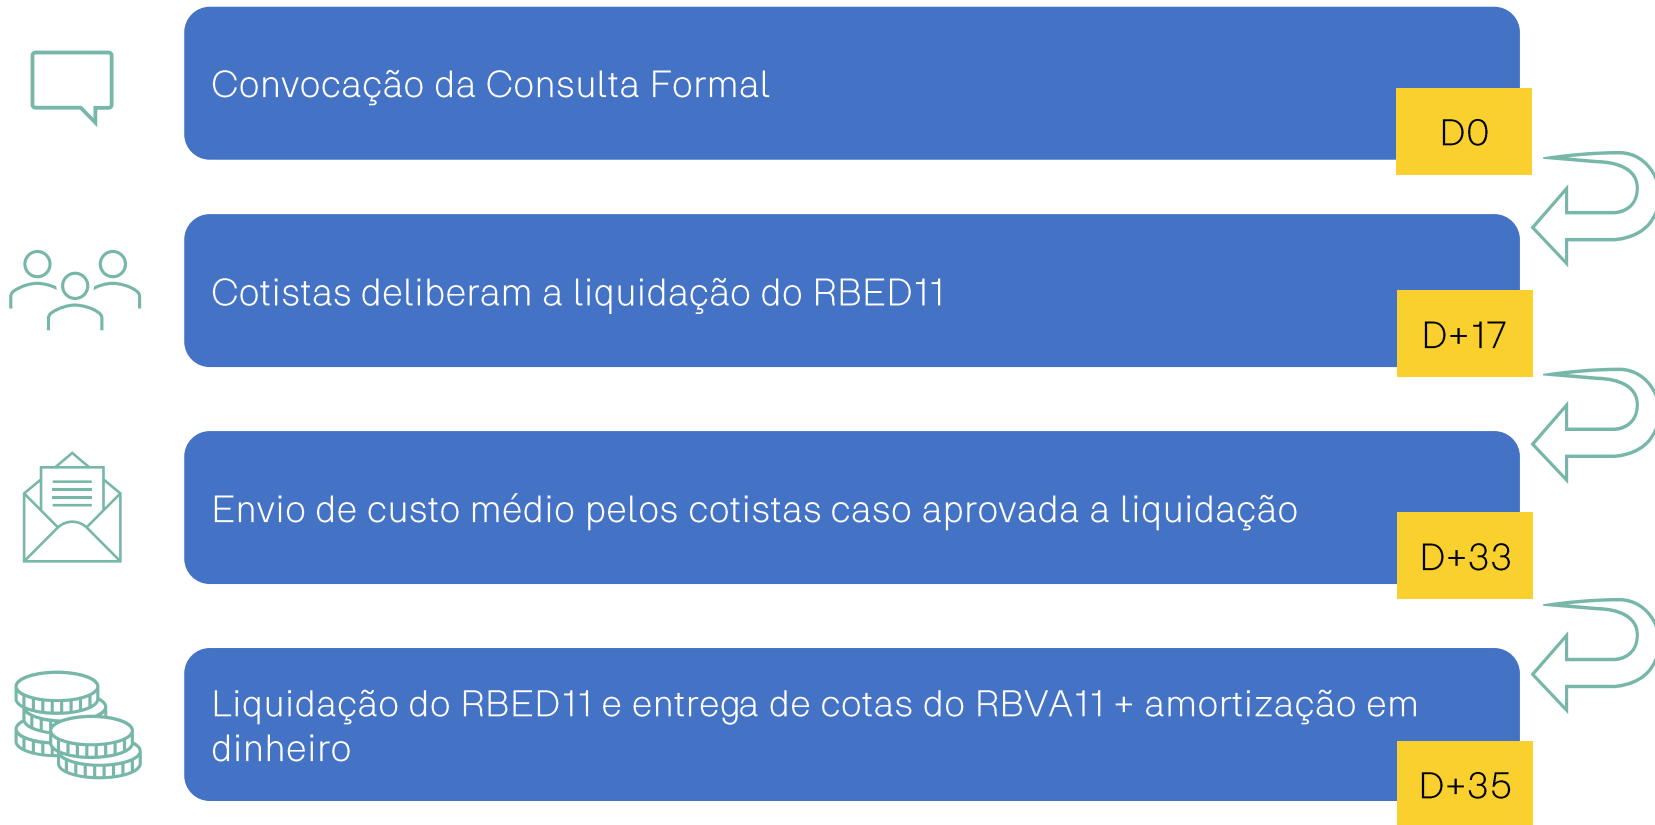 Convocação da Consulta Formal
D0
Cotistas deliberam a liquidação do RBED11
D+17
Envio de custo médio pelos cotistas caso aprovada a liquidação
D+33
Liquidação do RBED11 e entrega de cotas do RBVA11 + amortização em
dinheiro
D+35